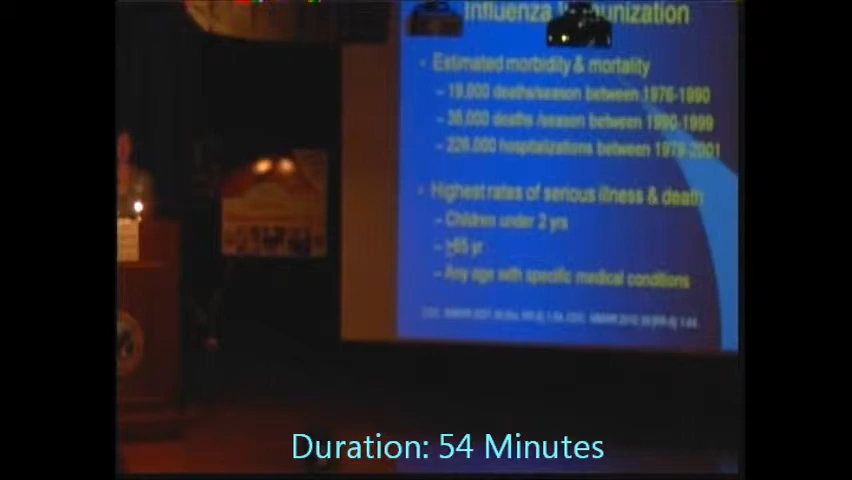 Influenza Immunization
• Estimated morbidity & mortality
– 19,000 deaths/season between 1976-1990
– 36,000 deaths /season between 1990-1999
– 226,000 hospitalizations between 1979-2001
• Highest rates of serious illness & death
– Children under 2 yrs
– >65 yr
– Any age with specific medical conditions
Duration: 54 Minutes